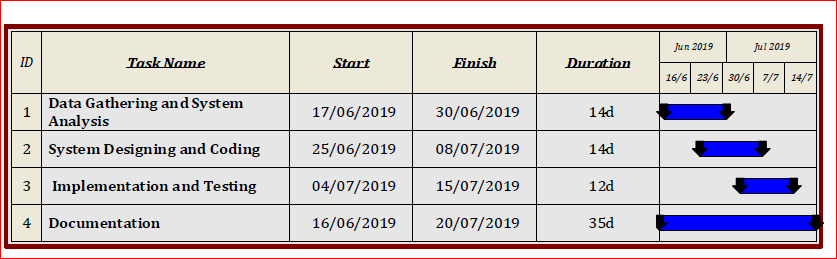 ID Task Name Start Finish Duration Jun 2019 Jul 2019
16/6 23/6 30/6 7/7 14/7
1 Data Gathering and System Analysis 17/06/2019 30/06/2019 14d
2 System Designing and Coding 25/06/2019 08/07/2019 14d
3 Implementation and Testing 04/07/2019 15/07/2019 12d
4 Documentation 16/06/2019 20/07/2019 35d